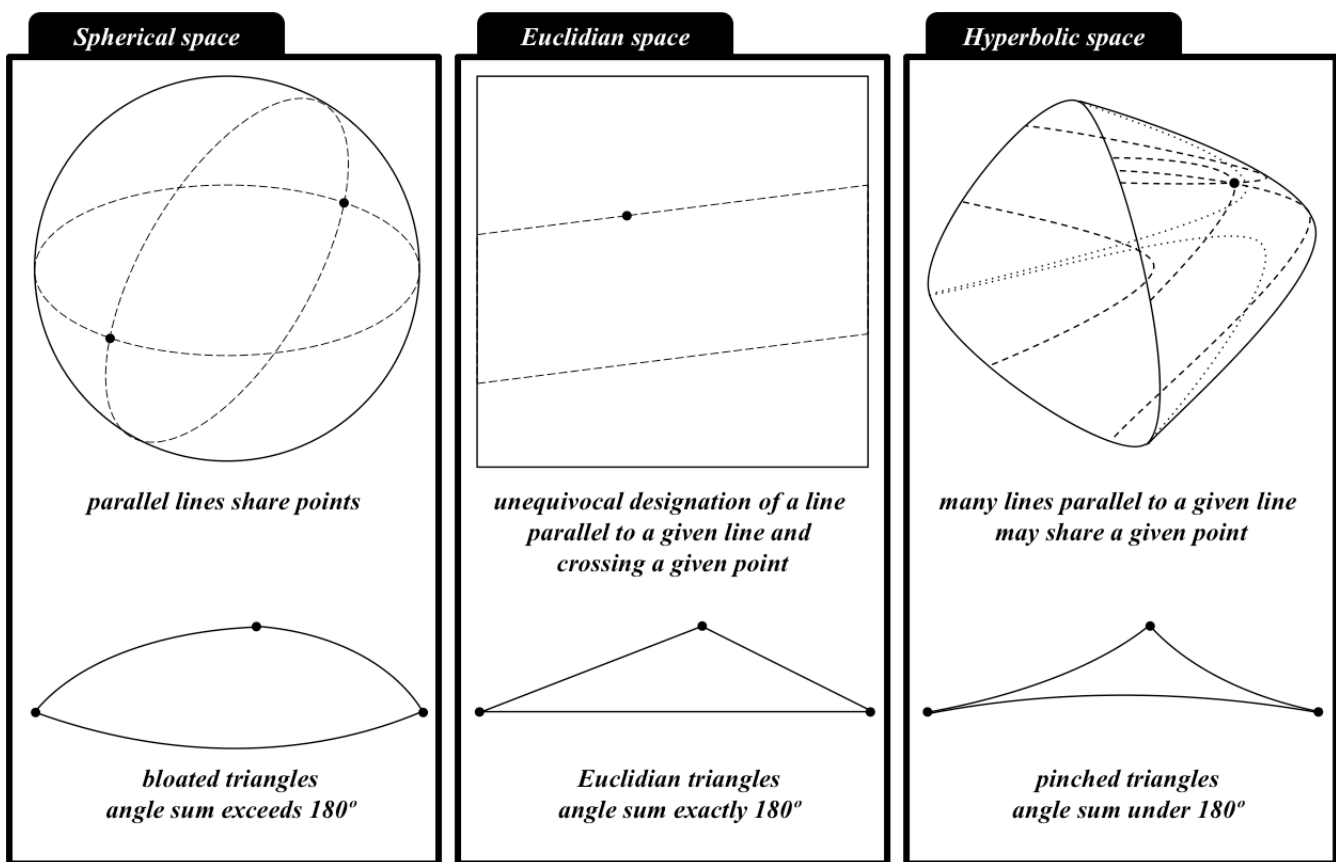 Spherical space
parallel lines share points
bloated triangles
angle sum exceeds 180º
Euclidian space
unequivocal designation of a line
parallel to a given line and
crossing a given point
Euclidian triangles
angle sum exactly 180º
Hyperbolic space
many lines parallel to a given line
may share a given point
pinched triangles
angle sum under 180º